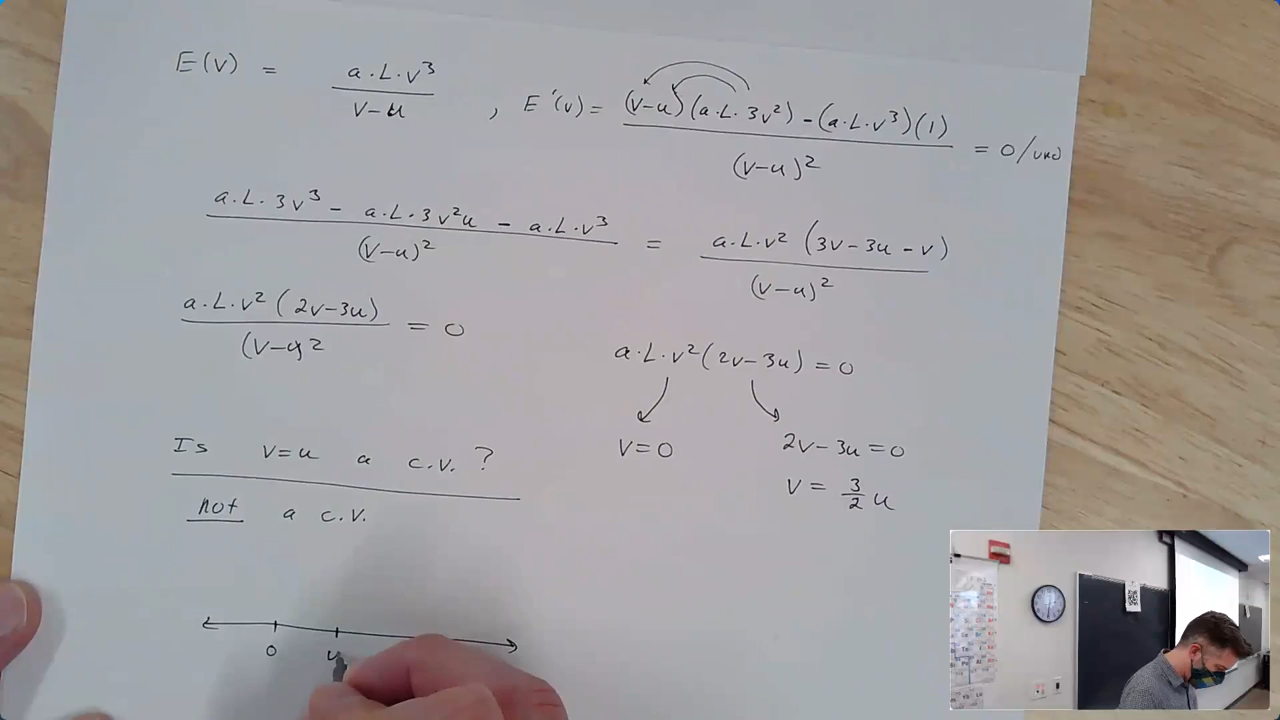 E(v) = a.L.v³ / v-u , E'(v) = (v-u)(a.L.3v²) - (a.L.v³)(1) / (v-u)² = 0/und
a.L.3v³ - a.L.3v²u - a.L.v³ / (v-u)² = a.L.v² (3v-3u-v) / (v-u)²
a.L.v² (2v-3u) / (v-u)² = 0
a.L.v² (2v-3u) = 0
v=0
2v-3u=0
v = 3/2 u
Is v=u a c.v. ?
not a c.v.
0 u